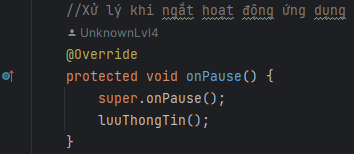 //Xử lý khi ngắt hoạt động ứng dụng
UnknownLvl4
@Override
protected void onPause() {
super.onPause();
luuThongTin();
}